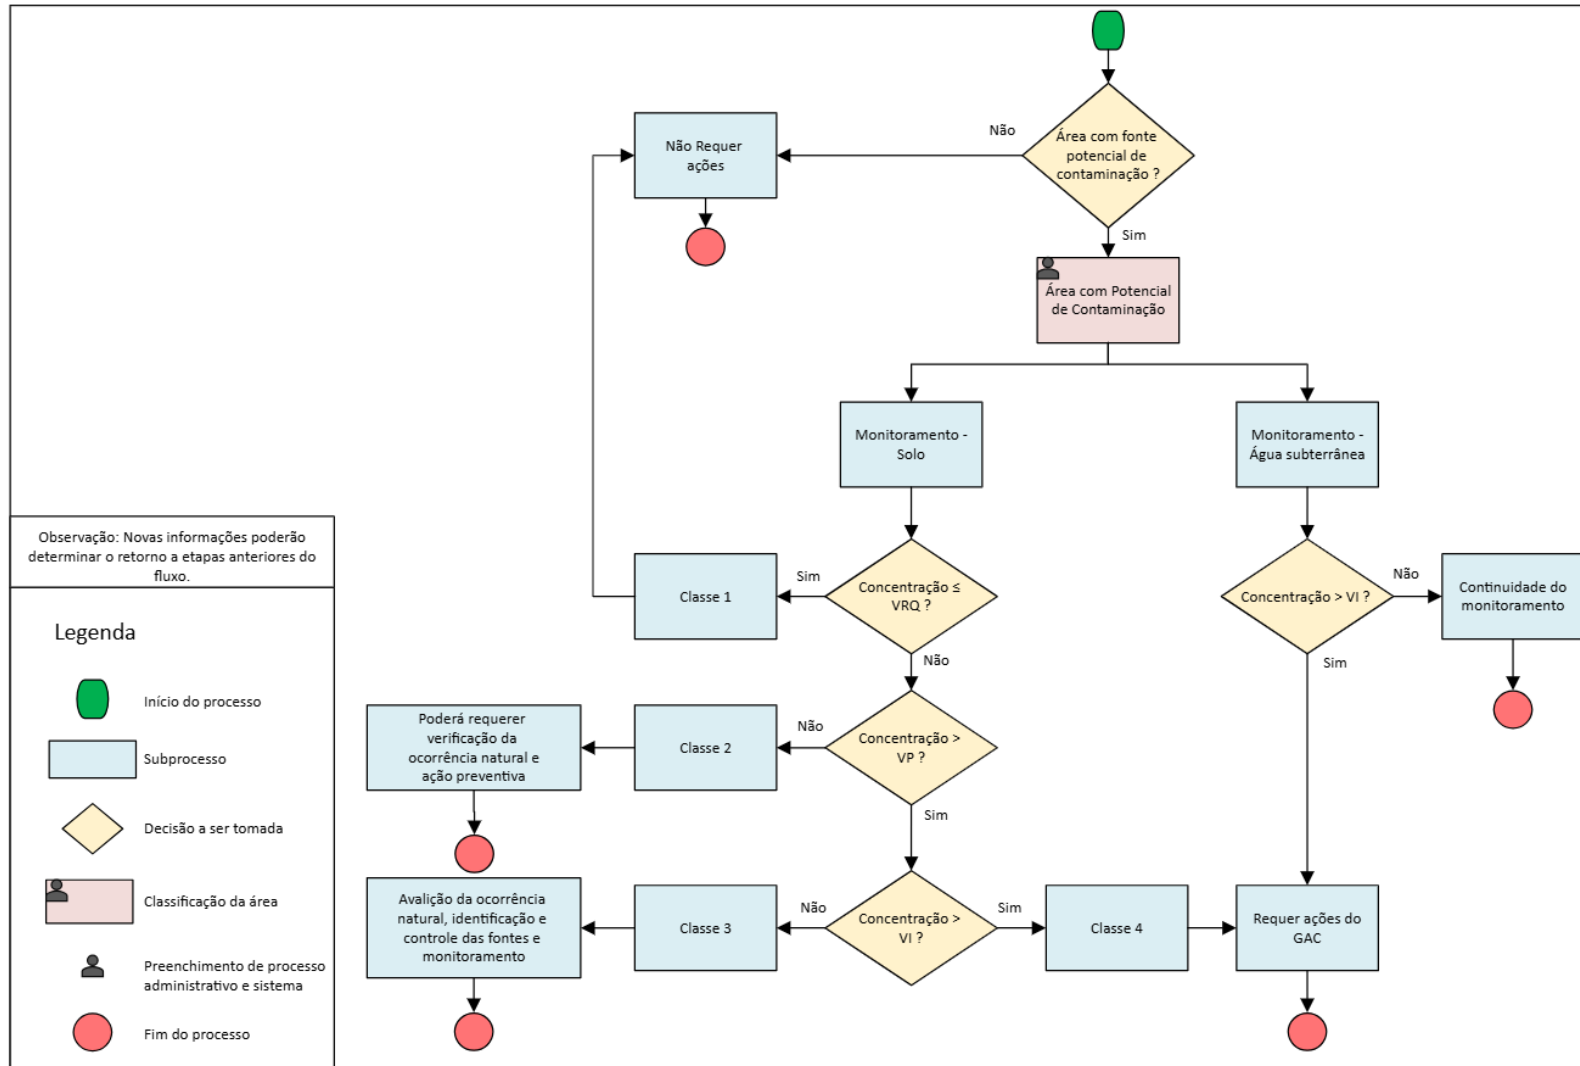 Não
Área com fonte
potencial de
contaminação ?
Não Requer
ações
Sim
Área com Potencial
de Contaminação
Monitoramento -
Solo
Monitoramento -
Água subterrânea
Observação: Novas informações poderão
determinar o retorno a etapas anteriores do
fluxo.
Classe 1
Sim
Concentração ≤
VRQ ?
Concentração > VI ?
Não
Continuidade do
monitoramento
Não
Sim
Legenda
Início do processo
Subprocesso
Decisão a ser tomada
Classificação da área
Preenchimento de processo
administrativo e sistema
Fim do processo
Poderá requerer
verificação da
ocorrência natural e
ação preventiva
Classe 2
Não
Concentração >
VP ?
Sim
Avalição da ocorrência
natural, identificação e
controle das fontes e
monitoramento
Classe 3
Não
Concentração >
VI ?
Sim
Classe 4
Requer ações do
GAC